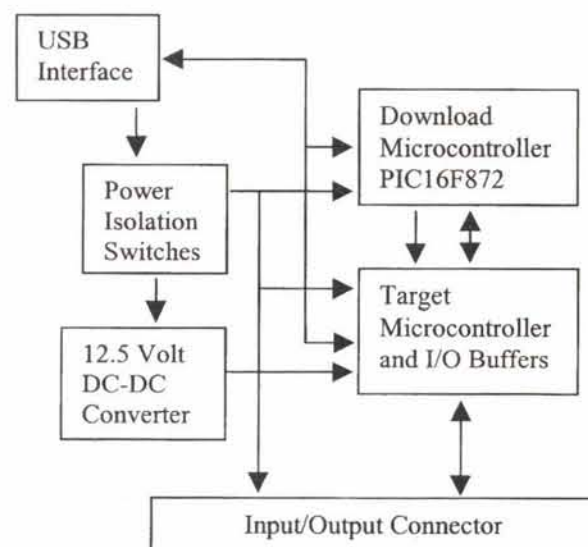 USB
Interface
Download
Microcontroller
PIC16F872
Power
Isolation
Switches
Target
Microcontroller
and I/O Buffers
12.5 Volt
DC-DC
Converter
Input/Output Connector